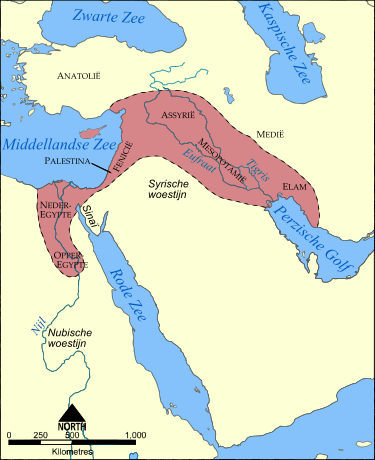 Zwarte Zee
Kaspische Zee
ANATOLIË
ASSYRIË
MEDIË
Middellandse Zee
PALESTINA
FENICIË
MESOPOTAMIË
Eufraat
Tigris
ELAM
Syrische
woestijn
Perzische Golf
NEDER-
EGYPTE
Sinaï
OPPER-
EGYPTE
Rode Zee
Nijl
Nubische
woestijn
NORTH
0 250 500 1,000
Kilometres